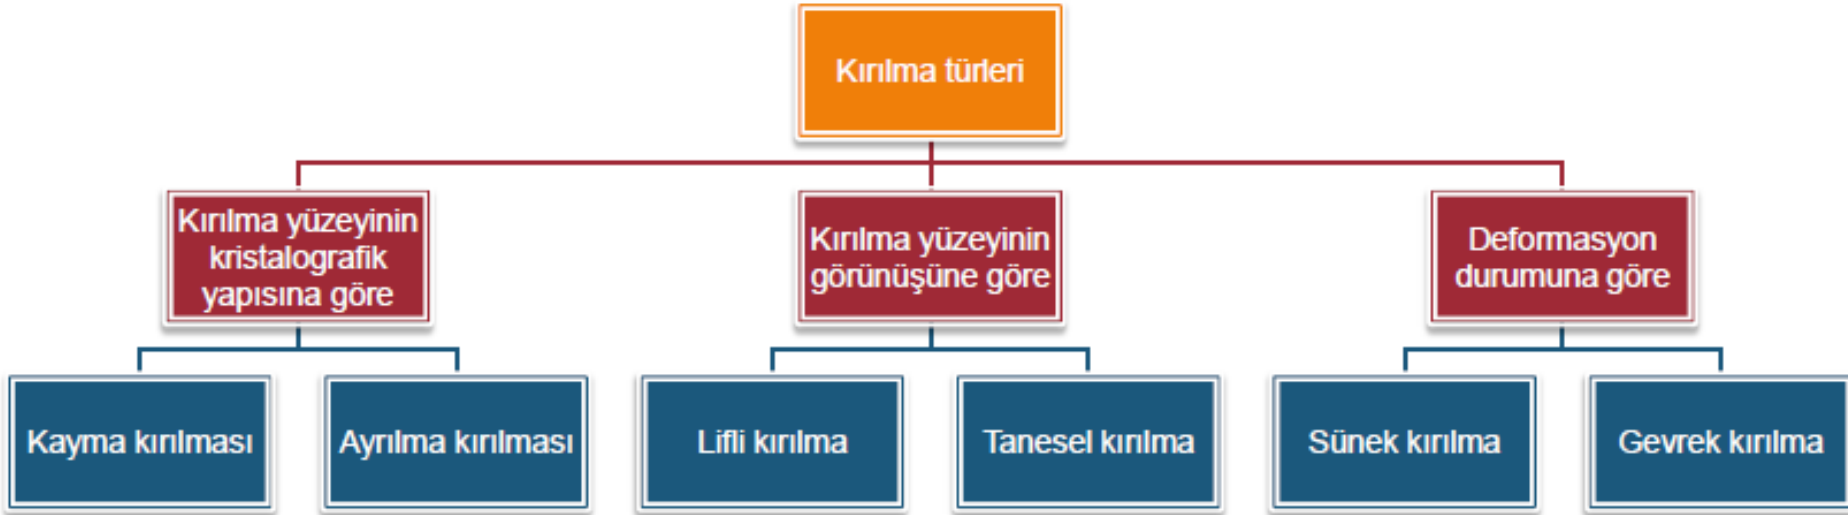 Kırılma türleri
Kırılma yüzeyinin
kristalografik
yapısına göre
Kırılma yüzeyinin
görünüşüne göre
Deformasyon
durumuna göre
Kayma kırılması
Ayrılma kırılması
Lifli kırılma
Tanesel kırılma
Sünek kırılma
Gevrek kırılma